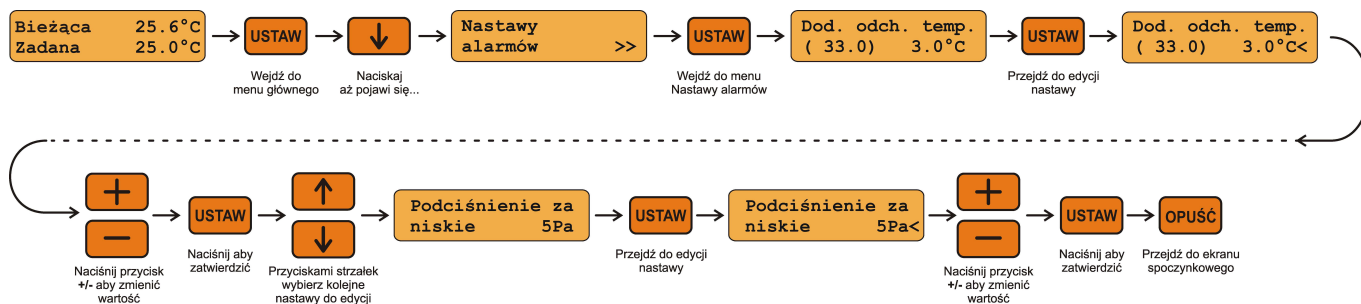 Bieżąca 25.6°C
Zadana 25.0°C
USTAW
Wejdź do
menu głównego
Naciskaj
aż pojawi się...
Nastawy
alarmów >>
USTAW
Wejdź do menu
Nastawy alarmów
Dod. odch. temp.
( 33.0) 3.0°C
USTAW
Przejdź do edycji
nastawy
Dod. odch. temp.
( 33.0) 3.0°C<
+
−
Naciśnij przycisk
+/- aby zmienić
wartość
USTAW
Naciśnij aby
zatwierdzić
Przyciskami strzałek
wybierz kolejne
nastawy do edycji
Podciśnienie za
niskie 5Pa
USTAW
Przejdź do edycji
nastawy
Podciśnienie za
niskie 5Pa<
+
−
Naciśnij przycisk
+/- aby zmienić
wartość
USTAW
Naciśnij aby
zatwierdzić
OPUŚĆ
Przejdź do ekranu
spoczynkowego